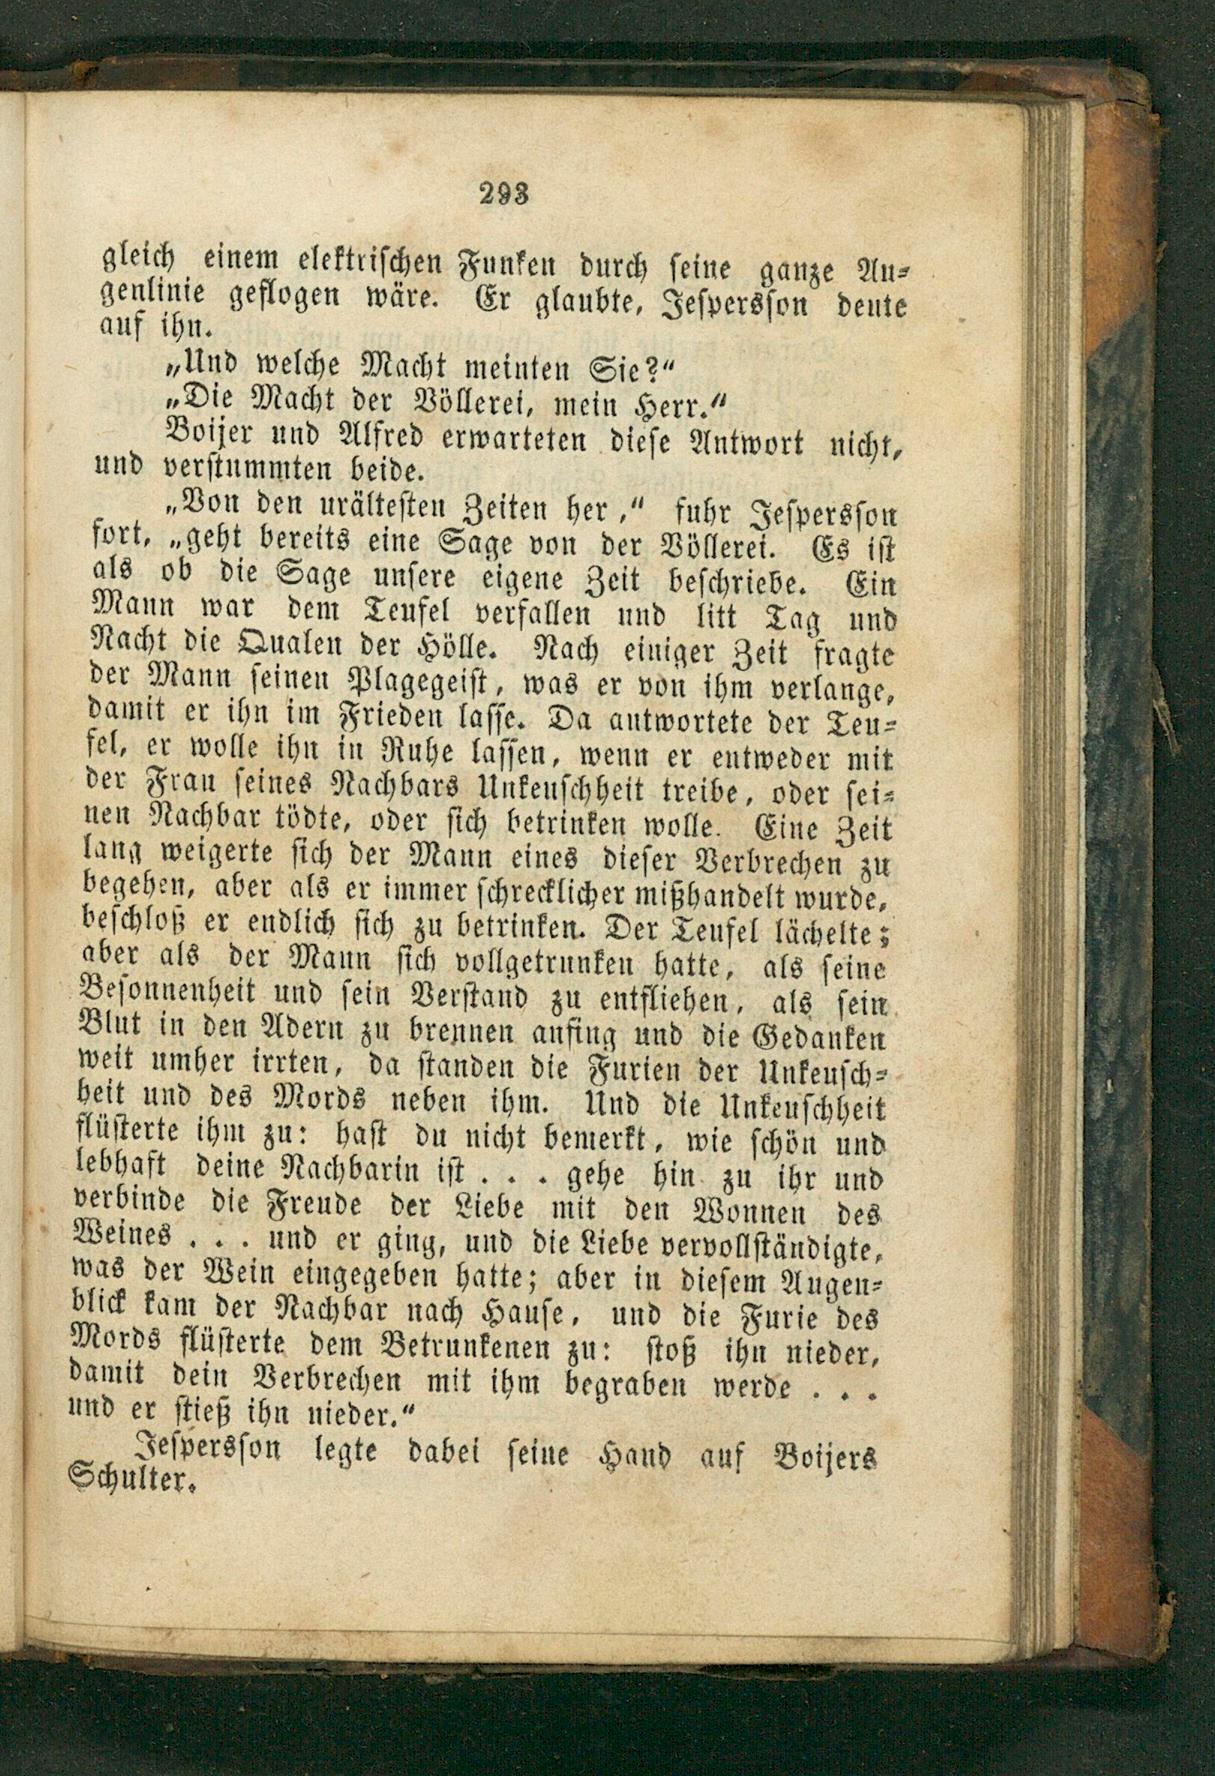 293
gleich einem elektrischen Funken durch seine ganze Au-
genlinie geflogen wäre. Er glaubte, Jespersson deute
auf ihn.
„Und welche Macht meinten Sie?“
„Die Macht der Völlerei, mein Herr.“
Boijer und Alfred erwarteten diese Antwort nicht,
und verstummten beide.
„Von den urältesten Zeiten her,“ fuhr Jespersson
fort, „geht bereits eine Sage von der Völlerei. Es ist
als ob die Sage unsere eigene Zeit beschriebe. Ein
Mann war dem Teufel verfallen und litt Tag und
Nacht die Qualen der Hölle. Nach einiger Zeit fragte
der Mann seinen Plagegeist, was er von ihm verlange,
damit er ihn im Frieden lasse. Da antwortete der Teu-
fel, er wolle ihn in Ruhe lassen, wenn er entweder mit
der Frau seines Nachbars Unkeuschheit treibe, oder sei-
nen Nachbar tödte, oder sich betrinken wolle. Eine Zeit
lang weigerte sich der Mann eines dieser Verbrechen zu
begehen, aber als er immer schrecklicher mißhandelt wurde,
beschloß er endlich sich zu betrinken. Der Teufel lächelte;
aber als der Mann sich vollgetrunken hatte, als seine
Besonnenheit und sein Verstand zu entfliehen, als sein
Blut in den Adern zu brennen anfing und die Gedanken
weit umher irrten, da standen die Furien der Unkeusch-
heit und des Mords neben ihm. Und die Unkeuschheit
flüsterte ihm zu: hast du nicht bemerkt, wie schön und
lebhaft deine Nachbarin ist . . . gehe hin zu ihr und
verbinde die Freude der Liebe mit den Wonnen des
Weines . . . und er ging, und die Liebe vervollständigte,
was der Wein eingegeben hatte; aber in diesem Augen-
blick kam der Nachbar nach Hause, und die Furie des
Mords flüsterte dem Betrunkenen zu: stoß ihn nieder,
damit dein Verbrechen mit ihm begraben werde . . .
und er stieß ihn nieder.“
Jespersson legte dabei seine Hand auf Boijers
Schulter.